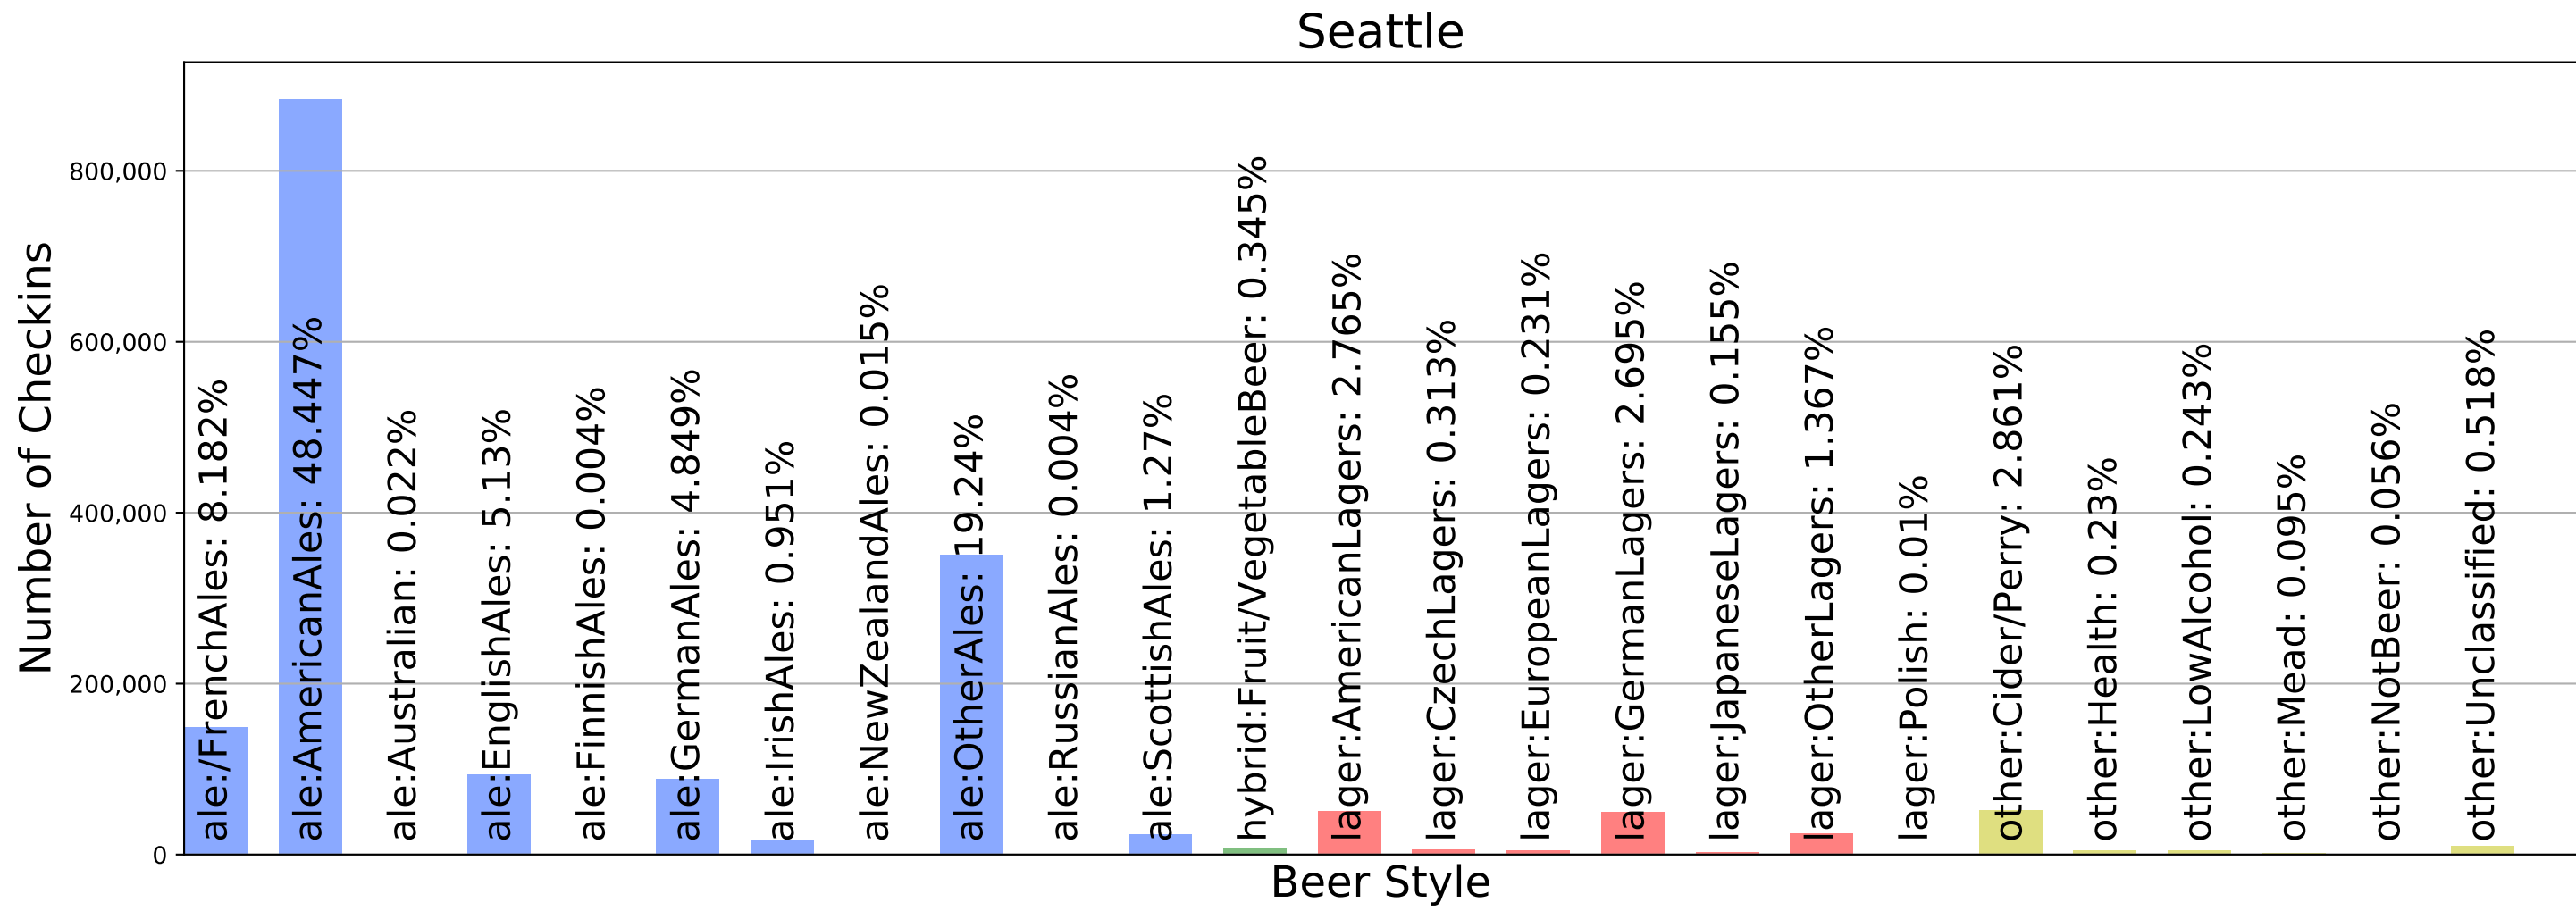 Seattle
Number of Checkins
800,000
600,000
400,000
200,000
0
ale:/FrenchAles: 8.182%
ale:AmericanAles: 48.447%
ale:Australian: 0.022%
ale:EnglishAles: 5.13%
ale:FinnishAles: 0.004%
ale:GermanAles: 4.849%
ale:IrishAles: 0.951%
ale:NewZealandAles: 0.015%
ale:OtherAles: 19.24%
ale:RussianAles: 0.004%
ale:ScottishAles: 1.27%
hybrid:Fruit/VegetableBeer: 0.345%
lager:AmericanLagers: 2.765%
lager:CzechLagers: 0.313%
lager:EuropeanLagers: 0.231%
lager:GermanLagers: 2.695%
lager:JapaneseLagers: 0.155%
lager:OtherLagers: 1.367%
lager:Polish: 0.01%
other:Cider/Perry: 2.861%
other:Health: 0.23%
other:LowAlcohol: 0.243%
other:Mead: 0.095%
other:NotBeer: 0.056%
other:Unclassified: 0.518%
Beer Style